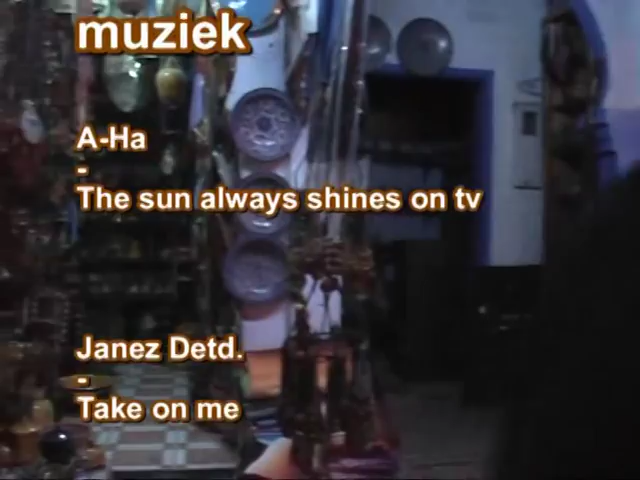 muziek
A-Ha
-
The sun always shines on tv
Janez Detd.
-
Take on me